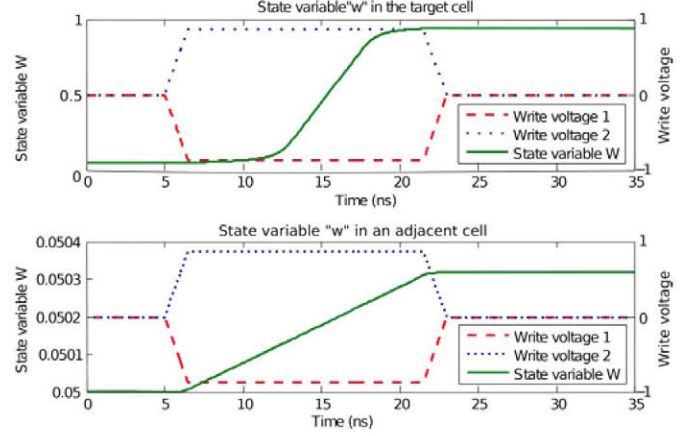 State variable"w" in the target cell
1
0.5
0
State variable W
1
0
−1
Write voltage
Write voltage 1
Write voltage 2
State variable W
0 5 10 15 20 25 30 35
Time (ns)
State variable "w" in an adjacent cell
0.0504
0.0503
0.0502
0.0501
0.05
State variable W
1
0
−1
Write voltage
Write voltage 1
Write voltage 2
State variable W
0 5 10 15 20 25 30 35
Time (ns)